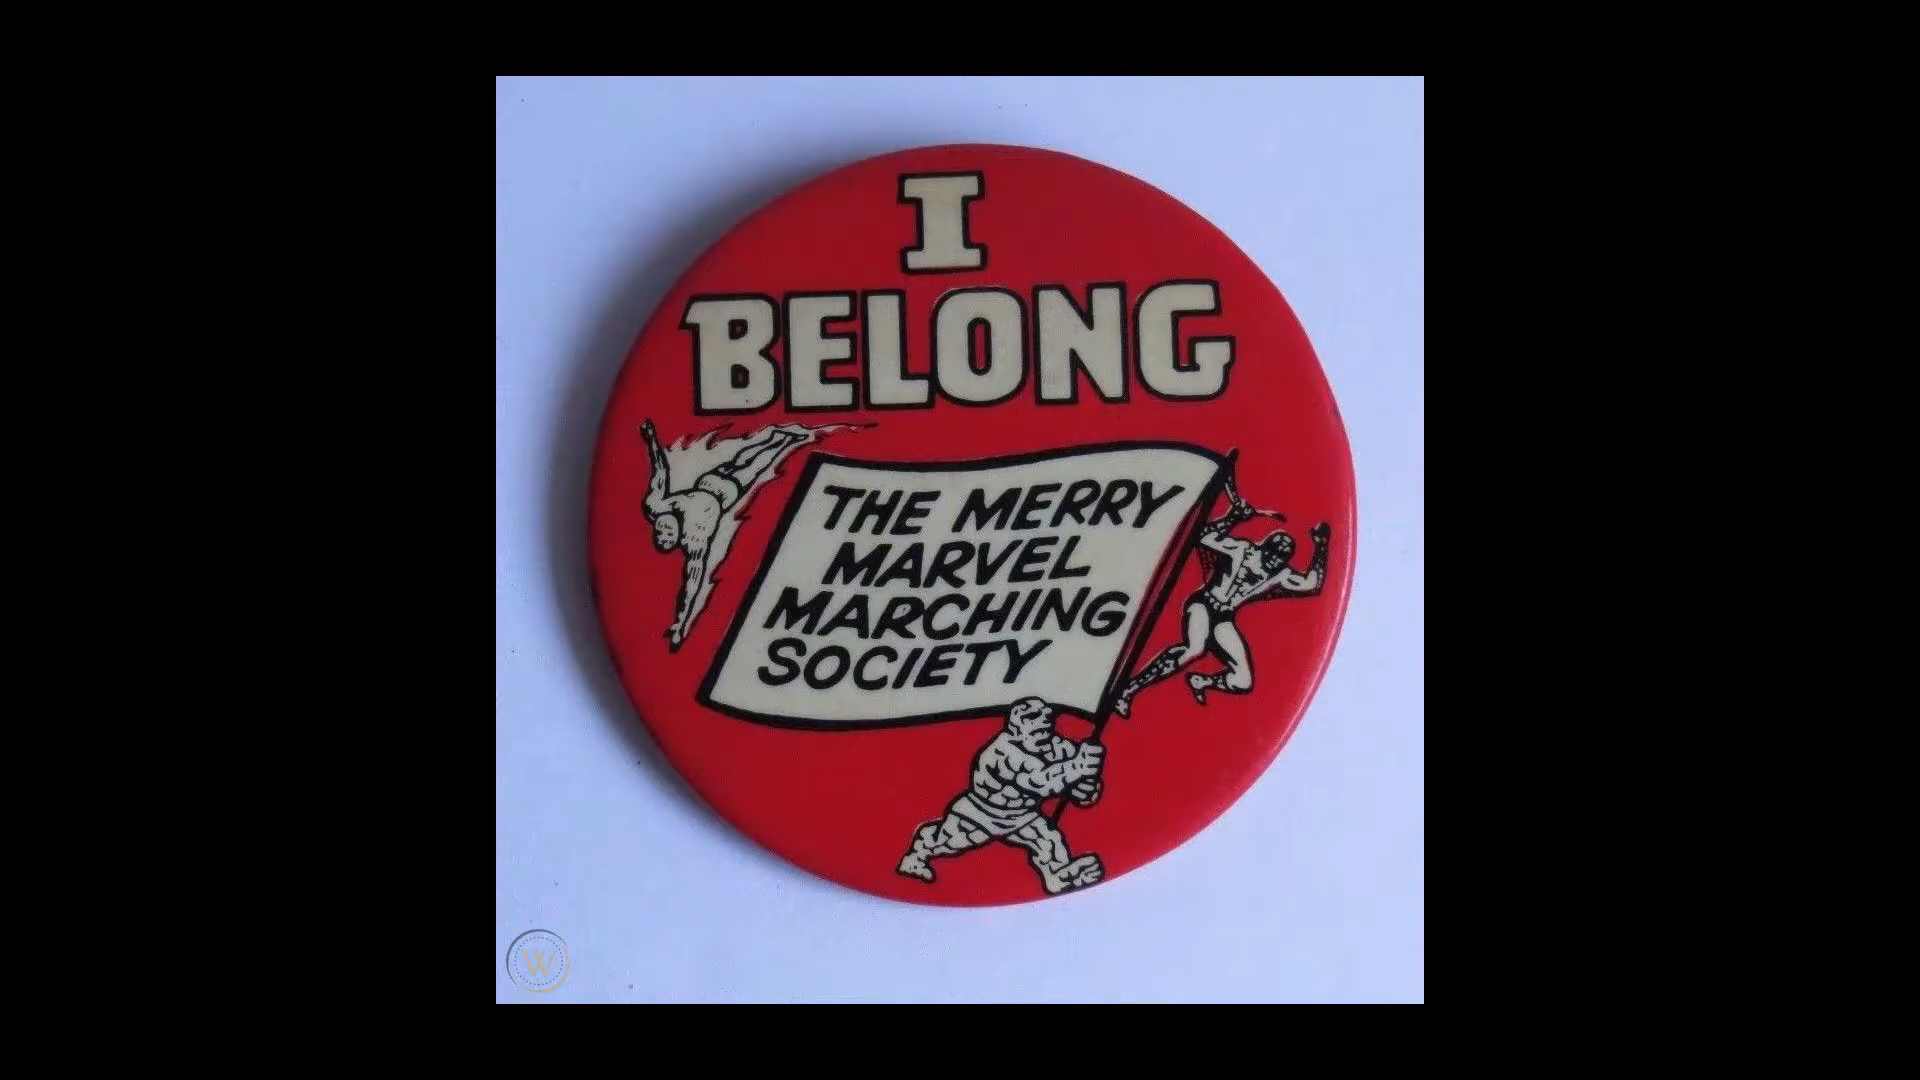 I
BELONG
THE MERRY
MARVEL
MARCHING
SOCIETY
W